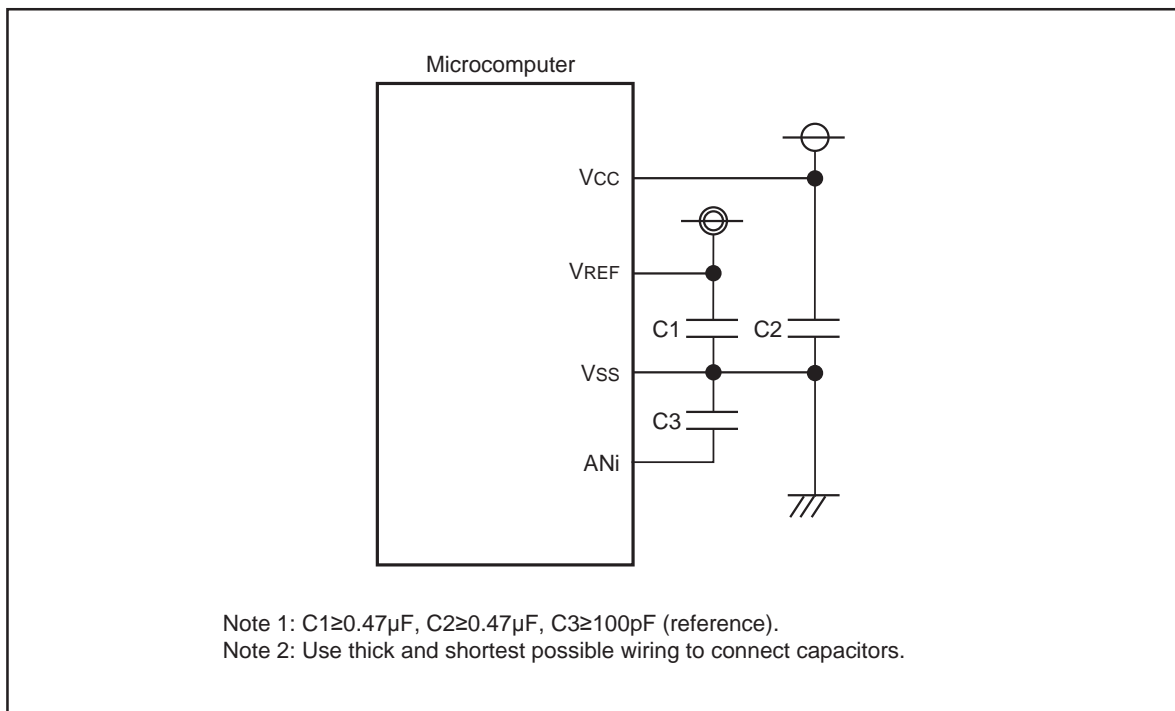 Microcomputer
VCC
VREF
C1
C2
VSS
C3
ANi
Note 1: C1≥0.47µF, C2≥0.47µF, C3≥100pF (reference).
Note 2: Use thick and shortest possible wiring to connect capacitors.